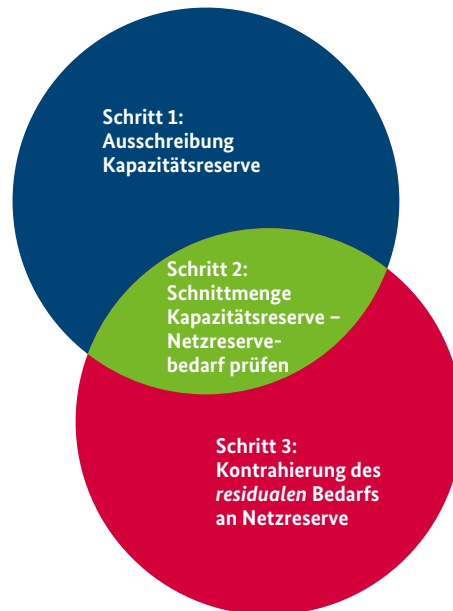 Schritt 1:
Ausschreibung
Kapazitätsreserve
Schritt 2:
Schnittmenge
Kapazitätsreserve –
Netzreserve-
bedarf prüfen
Schritt 3:
Kontrahierung des
residualen Bedarfs
an Netzreserve